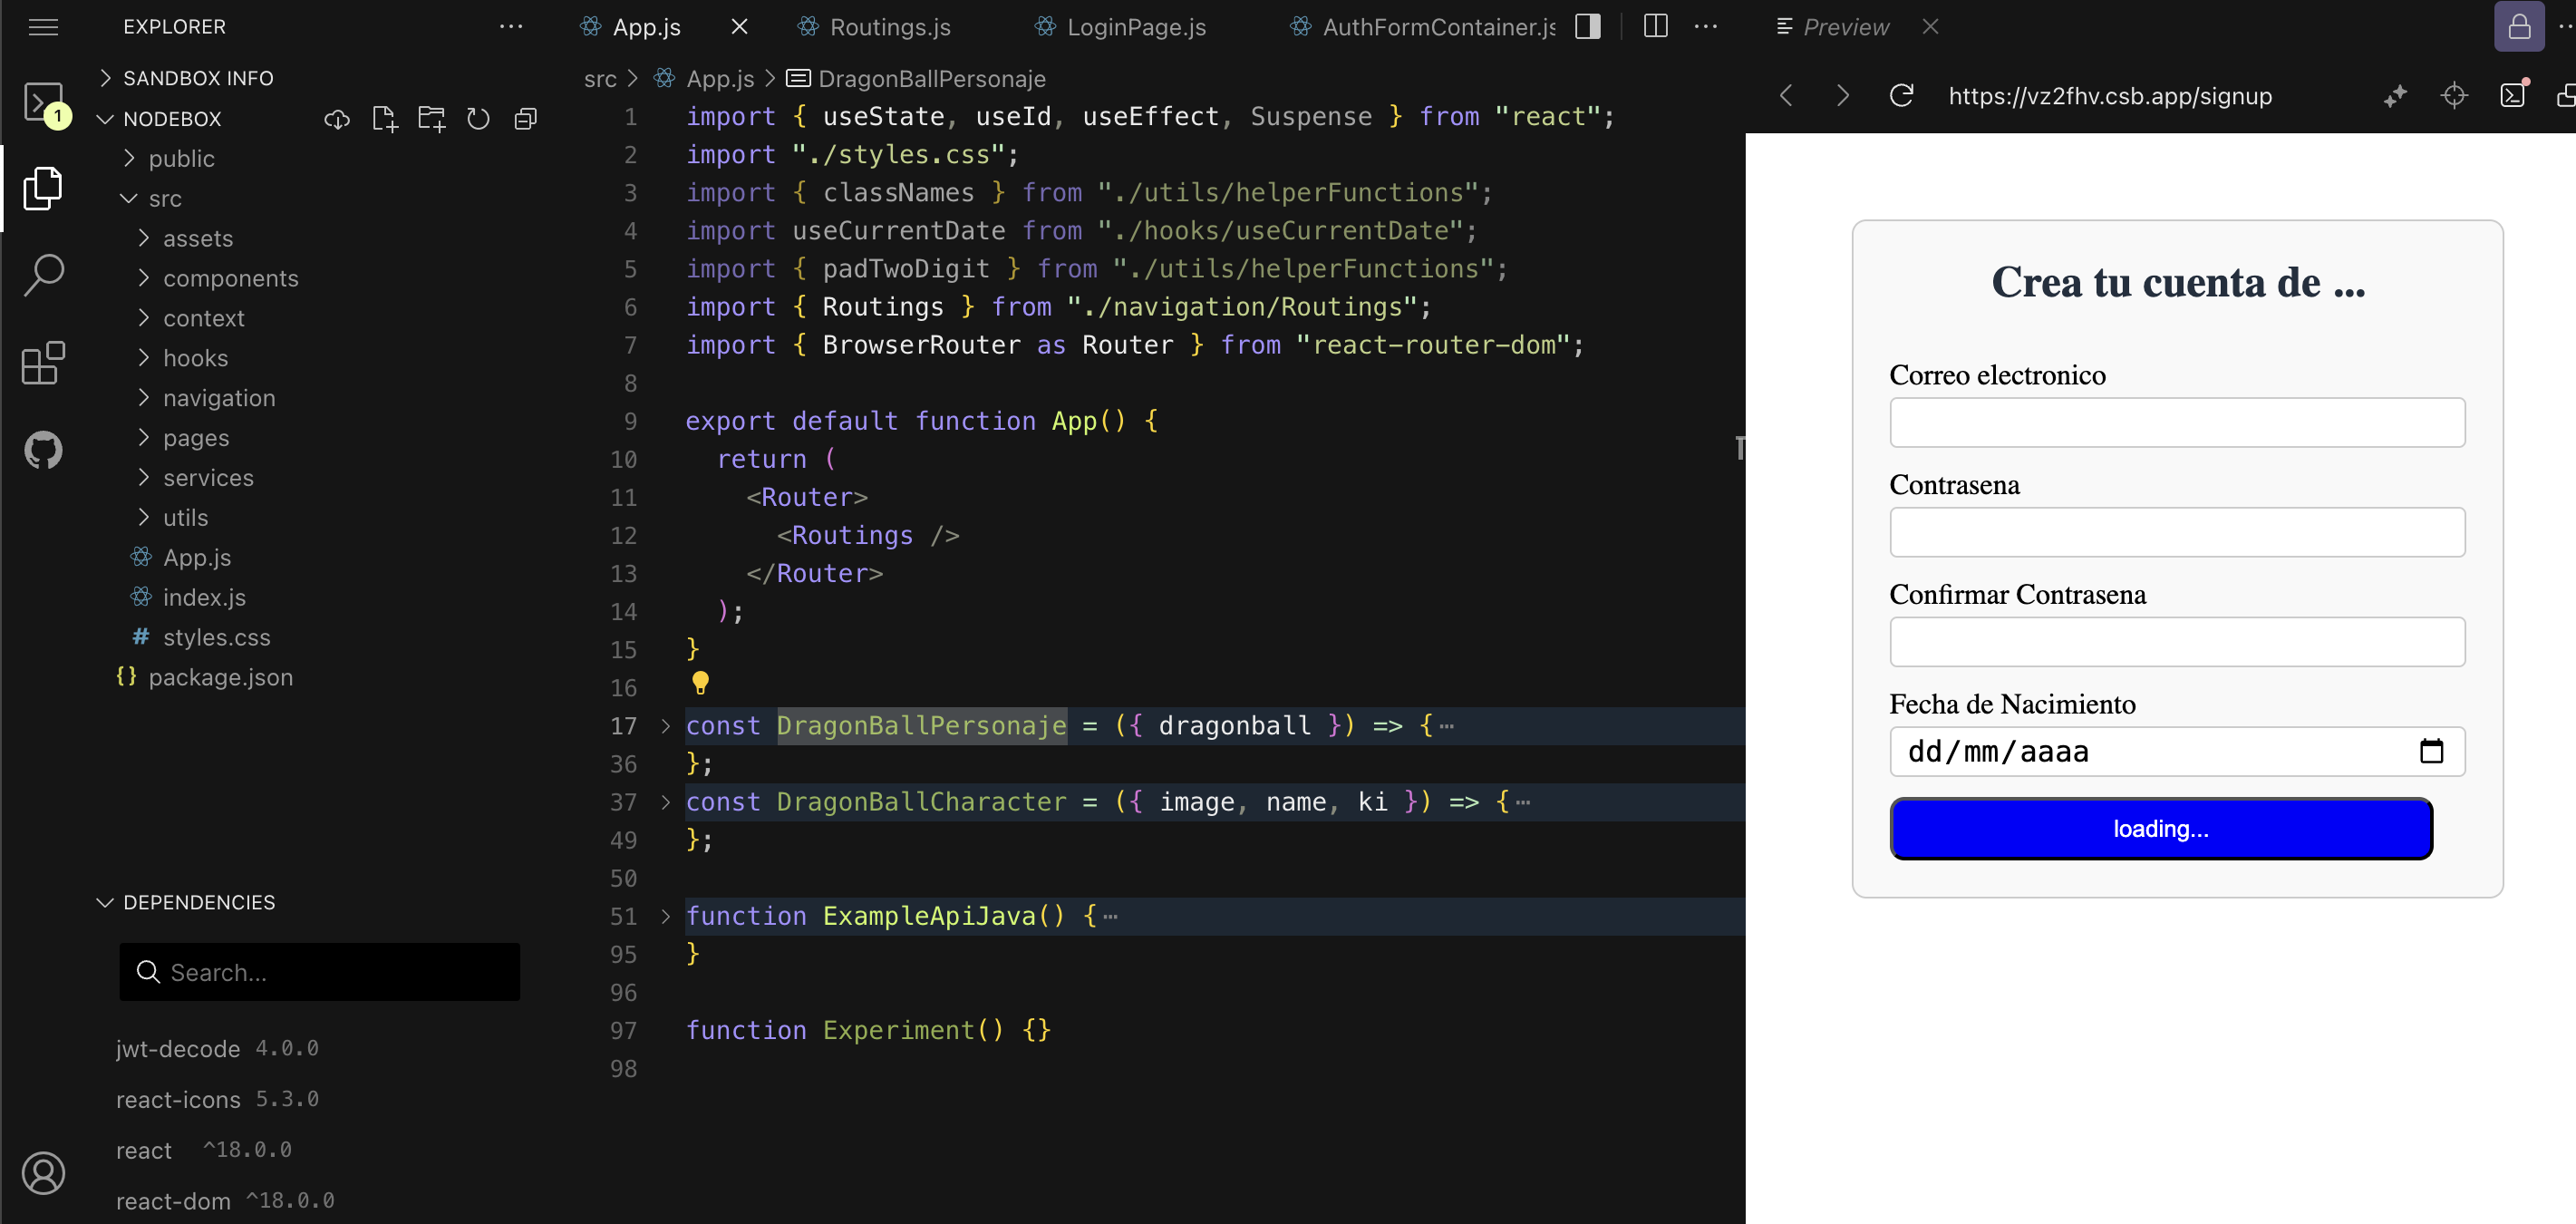 EXPLORER
SANDBOX INFO
NODEBOX
public
src
assets
components
context
hooks
navigation
pages
services
utils
App.js
index.js
# styles.css
{} package.json
DEPENDENCIES
Search...
jwt-decode 4.0.0
react-icons 5.3.0
react ^18.0.0
react-dom ^18.0.0
1
App.js
Routings.js
LoginPage.js
AuthFormContainer.js
src > App.js > DragonBallPersonaje
1 import { useState, useId, useEffect, Suspense } from "react";
2 import "./styles.css";
3 import { classNames } from "./utils/helperFunctions";
4 import useCurrentDate from "./hooks/useCurrentDate";
5 import { padTwoDigit } from "./utils/helperFunctions";
6 import { Routings } from "./navigation/Routings";
7 import { BrowserRouter as Router } from "react-router-dom";
8
9 export default function App() {
10 return (
11 <Router>
12 <Routings />
13 </Router>
14 );
15 }
16
17 const DragonBallPersonaje = ({ dragonball }) => {⋯
36 };
37 const DragonBallCharacter = ({ image, name, ki }) => {⋯
49 };
50
51 function ExampleApiJava() {⋯
95 }
96
97 function Experiment() {}
98
Preview
https://vz2fhv.csb.app/signup
Crea tu cuenta de ...
Correo electronico
Contrasena
Confirmar Contrasena
Fecha de Nacimiento
dd/mm/aaaa
loading...